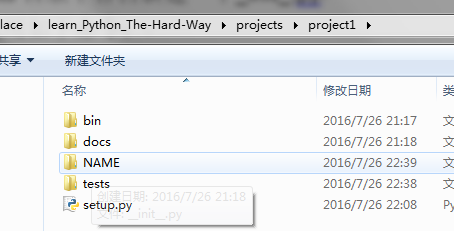 lace ▸ learn_Python_The-Hard-Way ▸ projects ▸ project1 ▸
共享 ▾ 新建文件夹
名称 修改日期 类
bin 2016/7/26 21:17 文
docs 2016/7/26 21:18 文
NAME 2016/7/26 22:39 文
tests 2016/7/26 22:38 文
创建日期: 2016/7/26 21:18
setup.py 2016/7/26 22:08 Py
文件: __init__.py